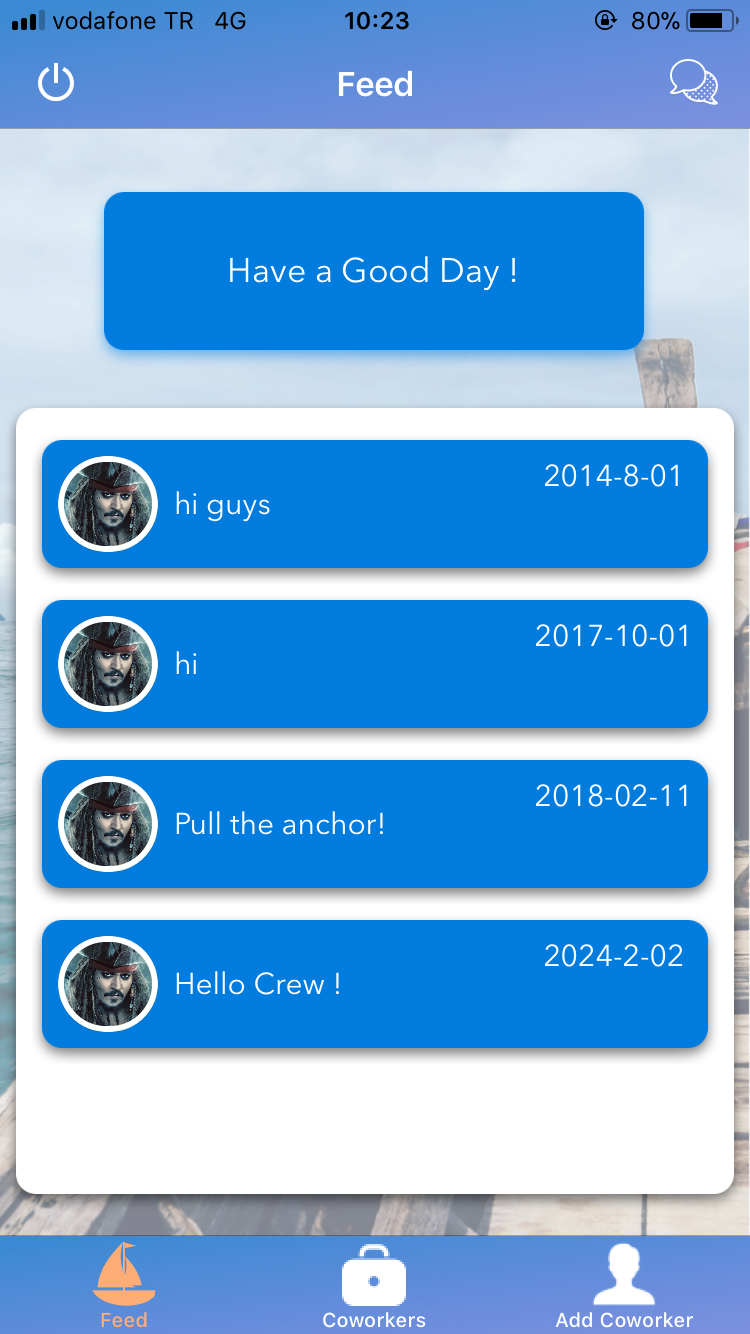 vodafone TR 4G 10:23 80%
Feed
Have a Good Day !
2014-8-01
hi guys
2017-10-01
hi
2018-02-11
Pull the anchor!
2024-2-02
Hello Crew !
Feed Coworkers Add Coworker